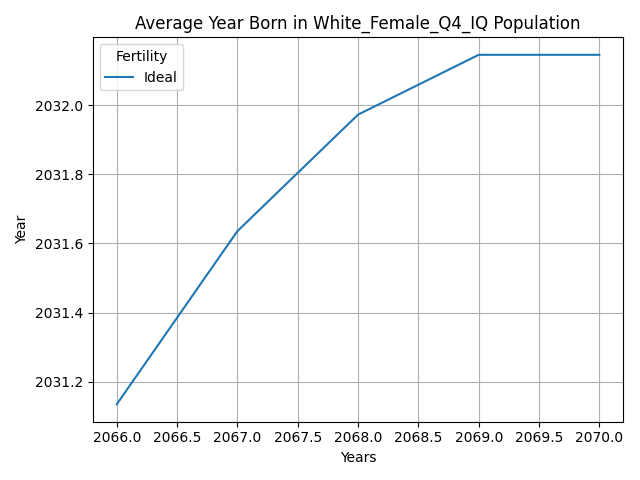 Average Year Born in White_Female_Q4_IQ Population
Fertility
Ideal
2032.0
2031.8
2031.6
2031.4
2031.2
Year
2066.0 2066.5 2067.0 2067.5 2068.0 2068.5 2069.0 2069.5 2070.0
Years